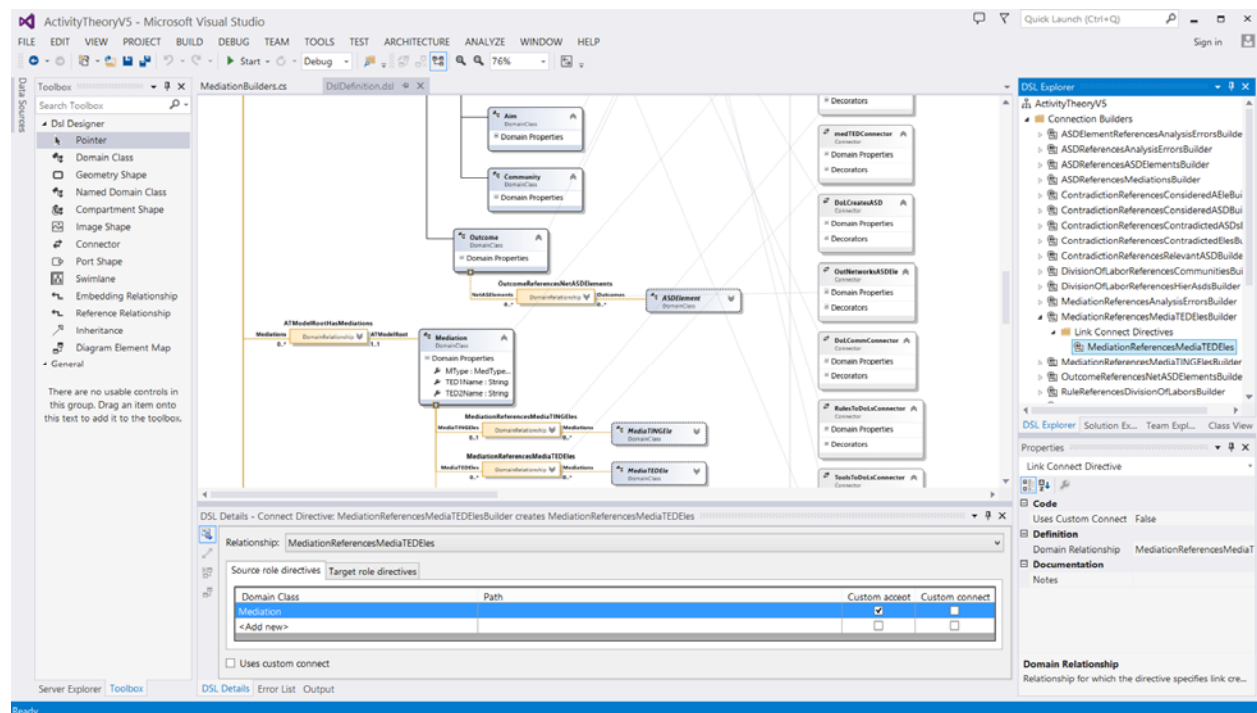 ActivityTheoryV5 - Microsoft Visual Studio
Quick Launch (Ctrl+Q)
FILE EDIT VIEW PROJECT BUILD DEBUG TEAM TOOLS TEST ARCHITECTURE ANALYZE WINDOW HELP
Sign in
Start
Debug
76%
Data Sources
Toolbox
Search Toolbox
Dsl Designer
Pointer
Domain Class
Geometry Shape
Named Domain Class
Compartment Shape
Image Shape
Connector
Port Shape
Swimlane
Embedding Relationship
Reference Relationship
Inheritance
Diagram Element Map
General
There are no usable controls in
this group. Drag an item onto
this text to add it to the toolbox.
Server Explorer Toolbox
MediationBuilders.cs DslDefinition.dsl
Aim
DomainClass
Domain Properties
Community
DomainClass
Domain Properties
Outcome
DomainClass
Domain Properties
OutcomeReferencesNetASDElements
NetASDElements DomainRelationship Outcomes
0..* 0..*
ASDElement
DomainClass
ATModelRootHasMediations
Mediations DomainRelationship ATModelRoot
0..* 1..1
Mediation
DomainClass
Domain Properties
MType : MedType...
TED1Name : String
TED2Name : String
MediationReferencesMediaTINGEles
MediaTINGEles DomainRelationship Mediations
0..1 0..*
MediaTINGEle
DomainClass
MediationReferencesMediaTEDEles
MediaTEDEles DomainRelationship Mediations
0..* 0..*
MediaTEDEle
DomainClass
Decorators
medTEDConnector
Connector
Domain Properties
Decorators
DoLCreatesASD
Connector
Domain Properties
Decorators
OutNetworksASDEle
Connector
Domain Properties
Decorators
DoLCommConnector
Connector
Domain Properties
Decorators
RulesToDoLsConnector
Connector
Domain Properties
Decorators
ToolsToDoLsConnector
Connector
DSL Details - Connect Directive: MediationReferencesMediaTEDElesBuilder creates MediationReferencesMediaTEDEles
Relationship: MediationReferencesMediaTEDEles
Source role directives Target role directives
Domain Class Path Custom accept Custom connect
Mediation
<Add new>
Uses custom connect
DSL Details Error List Output
DSL Explorer
ActivityTheoryV5
Connection Builders
ASDElementReferencesAnalysisErrorsBuilde
ASDReferencesAnalysisErrorsBuilder
ASDReferencesASDElementsBuilder
ASDReferencesMediationsBuilder
ContradictionReferencesConsideredAEleBui
ContradictionReferencesConsideredASDBui
ContradictionReferencesContradictedASDsl
ContradictionReferencesContradictedElesBu
ContradictionReferencesRelevantASDBuilde
DivisionOfLaborReferencesCommunitiesBui
DivisionOfLaborReferencesHierAsdsBuilder
MediationReferencesAnalysisErrorsBuilder
MediationReferencesMediaTEDElesBuilder
Link Connect Directives
MediationReferencesMediaTEDEles
MediationReferencesMediaTINGElesBuilder
OutcomeReferencesNetASDElementsBuilde
RuleReferencesDivisionOfLaborsBuilder
DSL Explorer Solution Ex... Team Expl... Class View
Properties
Link Connect Directive
Code
Uses Custom Connect False
Definition
Domain Relationship MediationReferencesMediaT
Documentation
Notes
Domain Relationship
Relationship for which the directive specifies link cre...
Ready